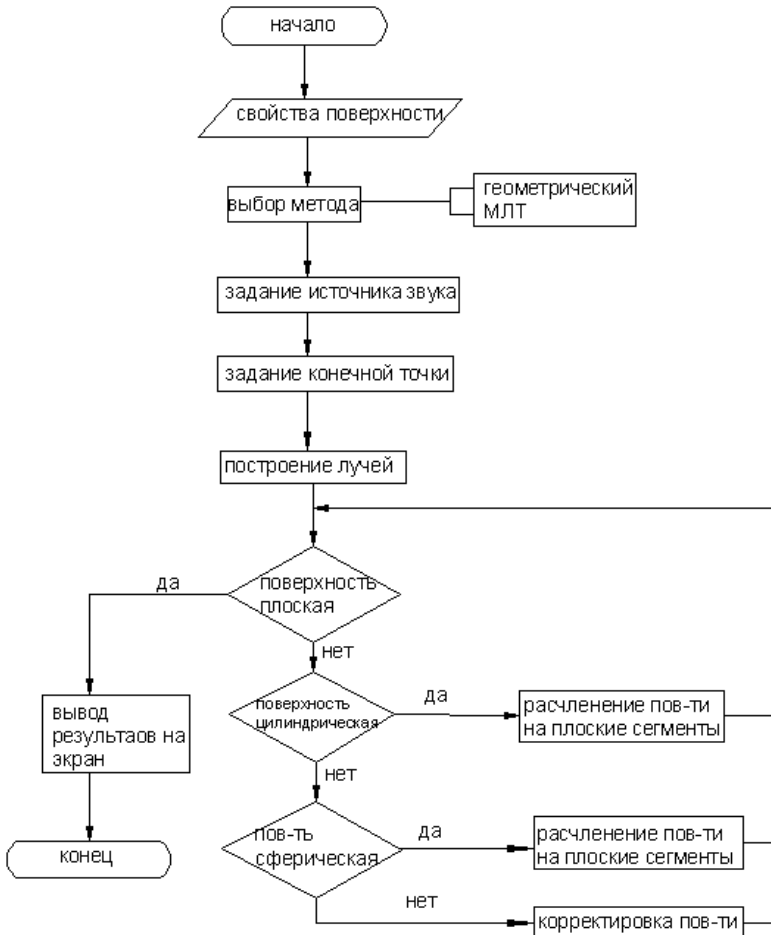 начало
свойства поверхности
выбор метода
геометрический
МЛТ
задание источника звука
задание конечной точки
построение лучей
да
поверхность
плоская
нет
вывод
резултаов на
экран
поверхность
цилиндрическая
да
расчленение пов-ти
на плоские сегменты
нет
конец
пов-ть
сферическая
да
расчленение пов-ти
на плоские сегменты
нет
корректировка пов-ти